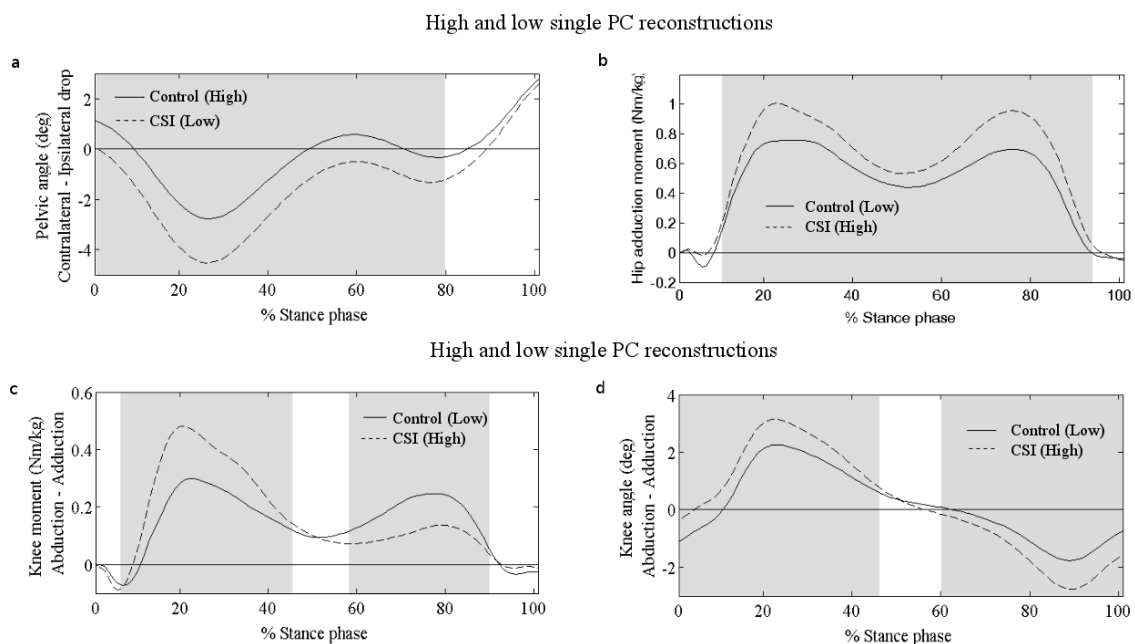 High and low single PC reconstructions
a
Pelvic angle (deg)
Contralateral - Ipsilateral drop
2
0
-2
-4
Control (High)
CSI (Low)
0 20 40 60 80 100
% Stance phase
b
Hip adduction moment (Nm/kg)
1
0.8
0.6
0.4
0.2
0
-0.2
Control (Low)
CSI (High)
0 20 40 60 80 100
% Stance phase
High and low single PC reconstructions
c
Knee moment (Nm/kg)
Abduction - Adduction
0.6
0.4
0.2
0
Control (Low)
CSI (High)
0 20 40 60 80 100
% Stance phase
d
Knee angle (deg)
Abduction - Adduction
4
2
0
-2
Control (Low)
CSI (High)
0 20 40 60 80 100
% Stance phase